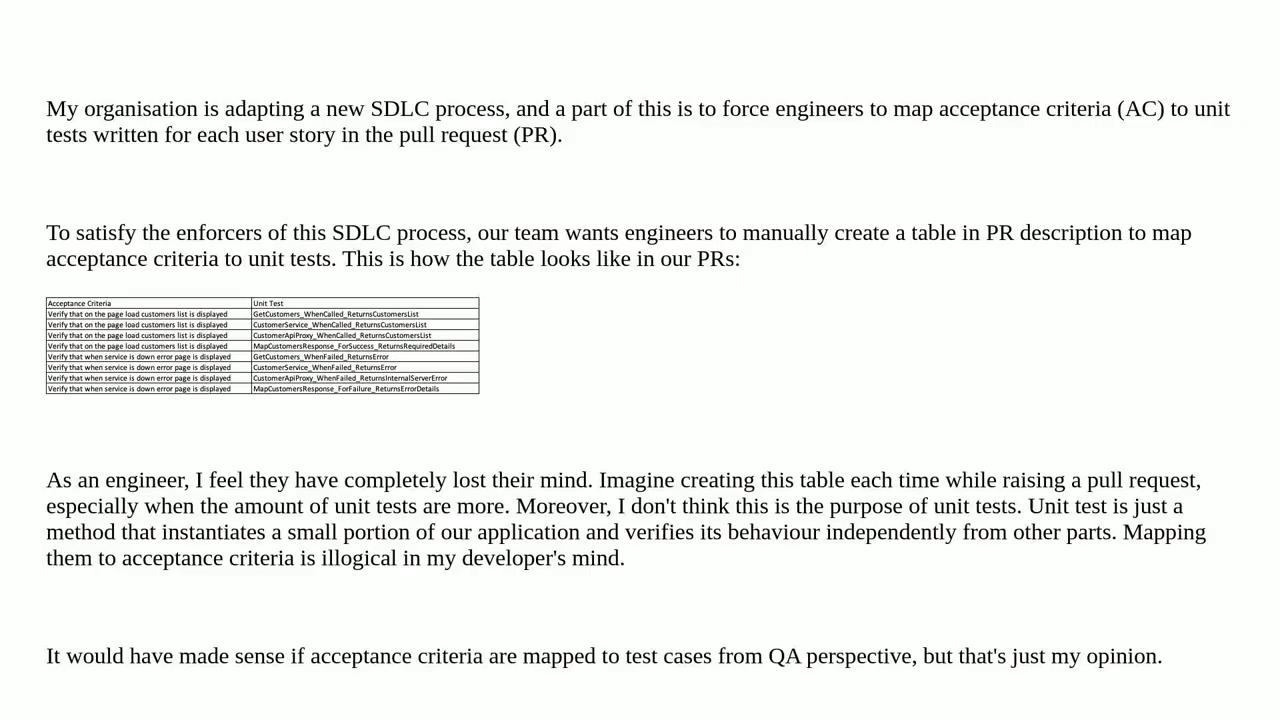 My organisation is adapting a new SDLC process, and a part of this is to force engineers to map acceptance criteria (AC) to unit
tests written for each user story in the pull request (PR).
To satisfy the enforcers of this SDLC process, our team wants engineers to manually create a table in PR description to map
acceptance criteria to unit tests. This is how the table looks like in our PRs:
Acceptance Criteria Unit Test
Verify that on the page load customers list is displayed GetCustomers_WhenCalled_ReturnsCustomersList
Verify that on the page load customers list is displayed CustomerService_WhenCalled_ReturnsCustomersList
Verify that on the page load customers list is displayed CustomerApiProxy_WhenCalled_ReturnsCustomersList
Verify that on the page load customers list is displayed MapCustomersResponse_ForSuccess_ReturnsRequiredDetails
Verify that when service is down error page is displayed GetCustomers_WhenFailed_ReturnsError
Verify that when service is down error page is displayed CustomerService_WhenFailed_ReturnsError
Verify that when service is down error page is displayed CustomerApiProxy_WhenFailed_ReturnsInternalServerError
Verify that when service is down error page is displayed MapCustomersResponse_ForFailure_ReturnsErrorDetails
As an engineer, I feel they have completely lost their mind. Imagine creating this table each time while raising a pull request,
especially when the amount of unit tests are more. Moreover, I don't think this is the purpose of unit tests. Unit test is just a
method that instantiates a small portion of our application and verifies its behaviour independently from other parts. Mapping
them to acceptance criteria is illogical in my developer's mind.
It would have made sense if acceptance criteria are mapped to test cases from QA perspective, but that's just my opinion.